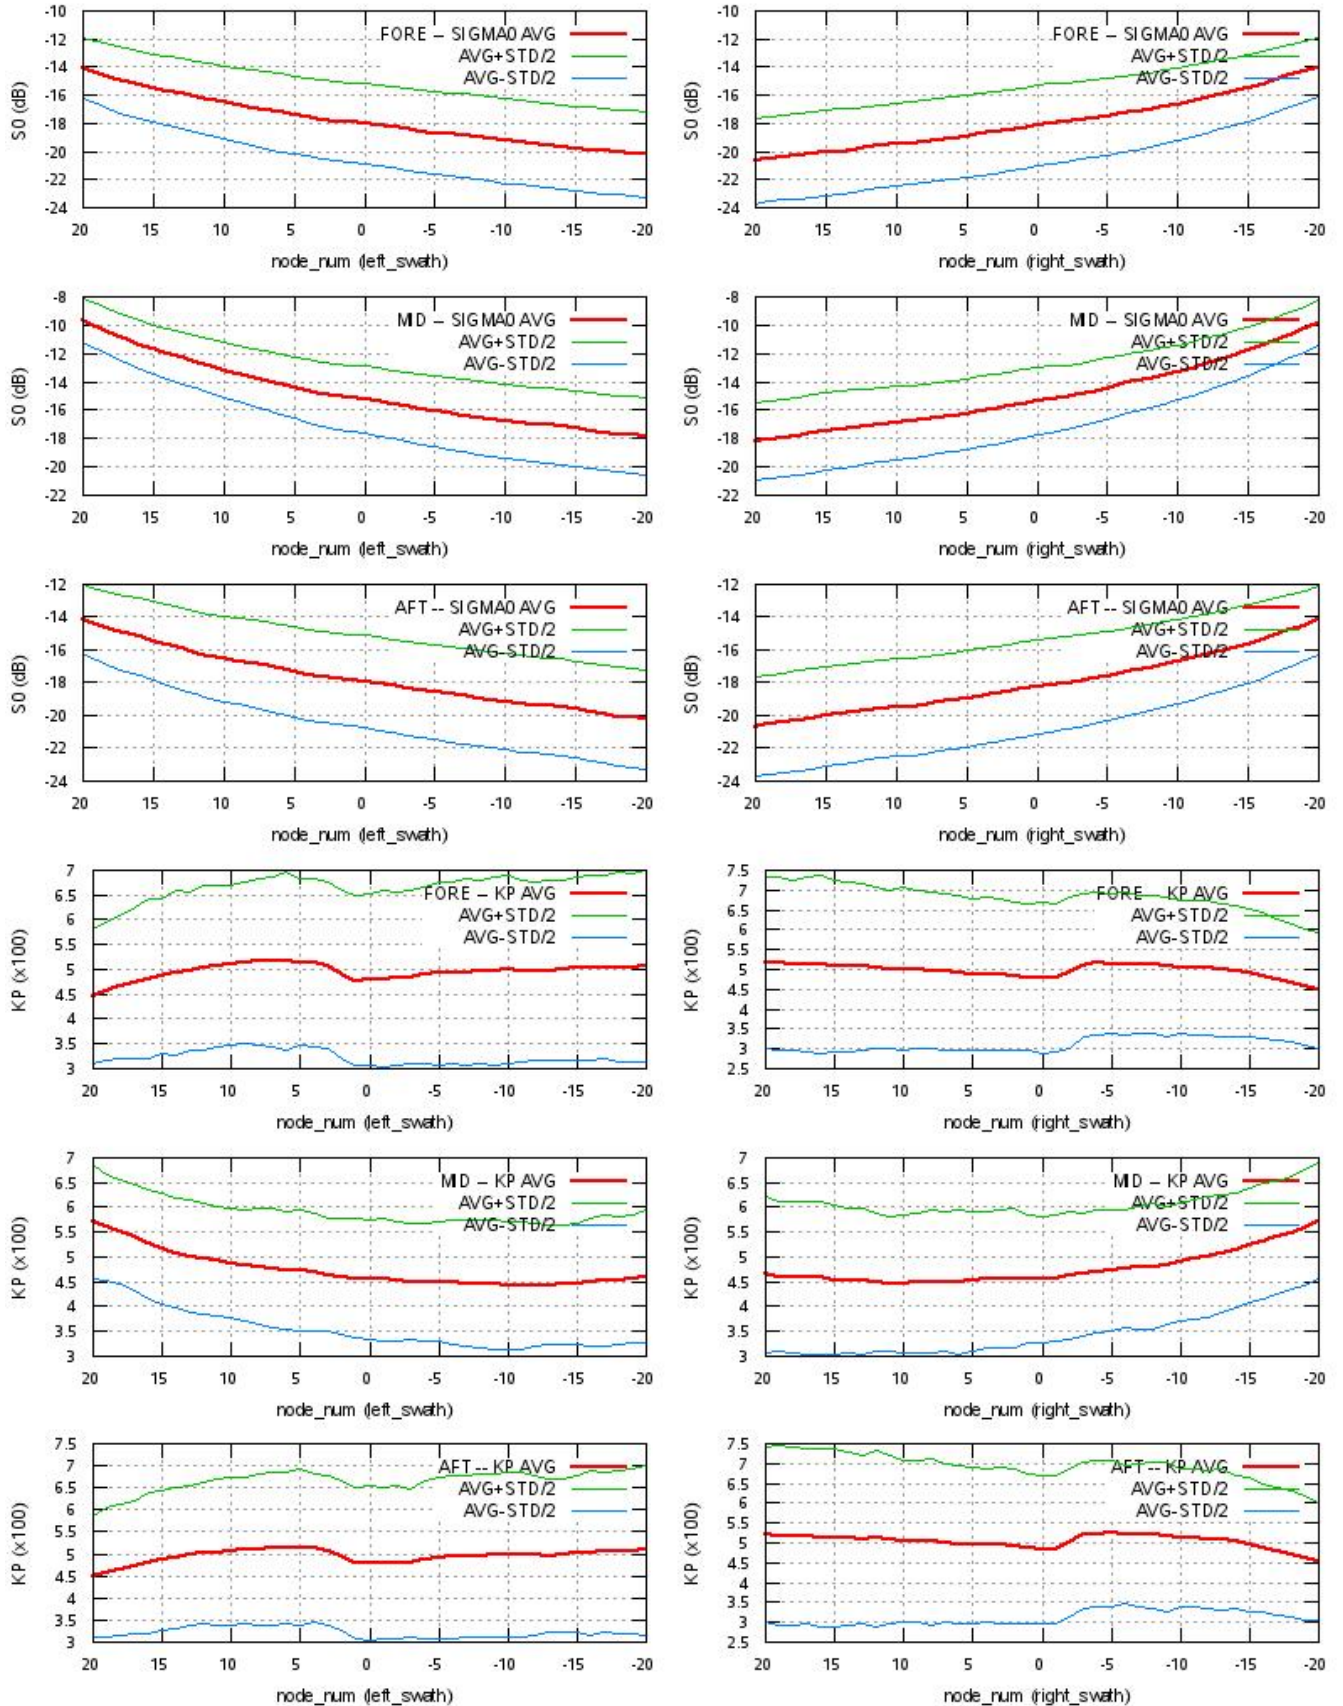 -10
-12
-14
-16
-18
-20
-22
-24
S0 (dB)
FORE -- SIGMA0 AVG
AVG+STD/2
AVG-STD/2
20 15 10 5 0 -5 -10 -15 -20
node_num (left_swath)
-10
-12
-14
-16
-18
-20
-22
-24
S0 (dB)
FORE -- SIGMA0 AVG
AVG+STD/2
AVG-STD/2
20 15 10 5 0 -5 -10 -15 -20
node_num (right_swath)
-8
-10
-12
-14
-16
-18
-20
-22
S0 (dB)
MID -- SIGMA0 AVG
AVG+STD/2
AVG-STD/2
20 15 10 5 0 -5 -10 -15 -20
node_num (left_swath)
-8
-10
-12
-14
-16
-18
-20
-22
S0 (dB)
MID -- SIGMA0 AVG
AVG+STD/2
AVG-STD/2
20 15 10 5 0 -5 -10 -15 -20
node_num (right_swath)
-12
-14
-16
-18
-20
-22
-24
S0 (dB)
AFT -- SIGMA0 AVG
AVG+STD/2
AVG-STD/2
20 15 10 5 0 -5 -10 -15 -20
node_num (left_swath)
-12
-14
-16
-18
-20
-22
-24
S0 (dB)
AFT -- SIGMA0 AVG
AVG+STD/2
AVG-STD/2
20 15 10 5 0 -5 -10 -15 -20
node_num (right_swath)
7
6.5
6
5.5
5
4.5
4
3.5
3
KP (x100)
FORE -- KP AVG
AVG+STD/2
AVG-STD/2
20 15 10 5 0 -5 -10 -15 -20
node_num (left_swath)
7.5
7
6.5
6
5.5
5
4.5
4
3.5
3
2.5
KP (x100)
FORE -- KP AVG
AVG+STD/2
AVG-STD/2
20 15 10 5 0 -5 -10 -15 -20
node_num (right_swath)
7
6.5
6
5.5
5
4.5
4
3.5
3
KP (x100)
MID -- KP AVG
AVG+STD/2
AVG-STD/2
20 15 10 5 0 -5 -10 -15 -20
node_num (left_swath)
7
6.5
6
5.5
5
4.5
4
3.5
3
KP (x100)
MID -- KP AVG
AVG+STD/2
AVG-STD/2
20 15 10 5 0 -5 -10 -15 -20
node_num (right_swath)
7.5
7
6.5
6
5.5
5
4.5
4
3.5
3
KP (x100)
AFT -- KP AVG
AVG+STD/2
AVG-STD/2
20 15 10 5 0 -5 -10 -15 -20
node_num (left_swath)
7.5
7
6.5
6
5.5
5
4.5
4
3.5
3
2.5
KP (x100)
AFT -- KP AVG
AVG+STD/2
AVG-STD/2
20 15 10 5 0 -5 -10 -15 -20
node_num (right_swath)